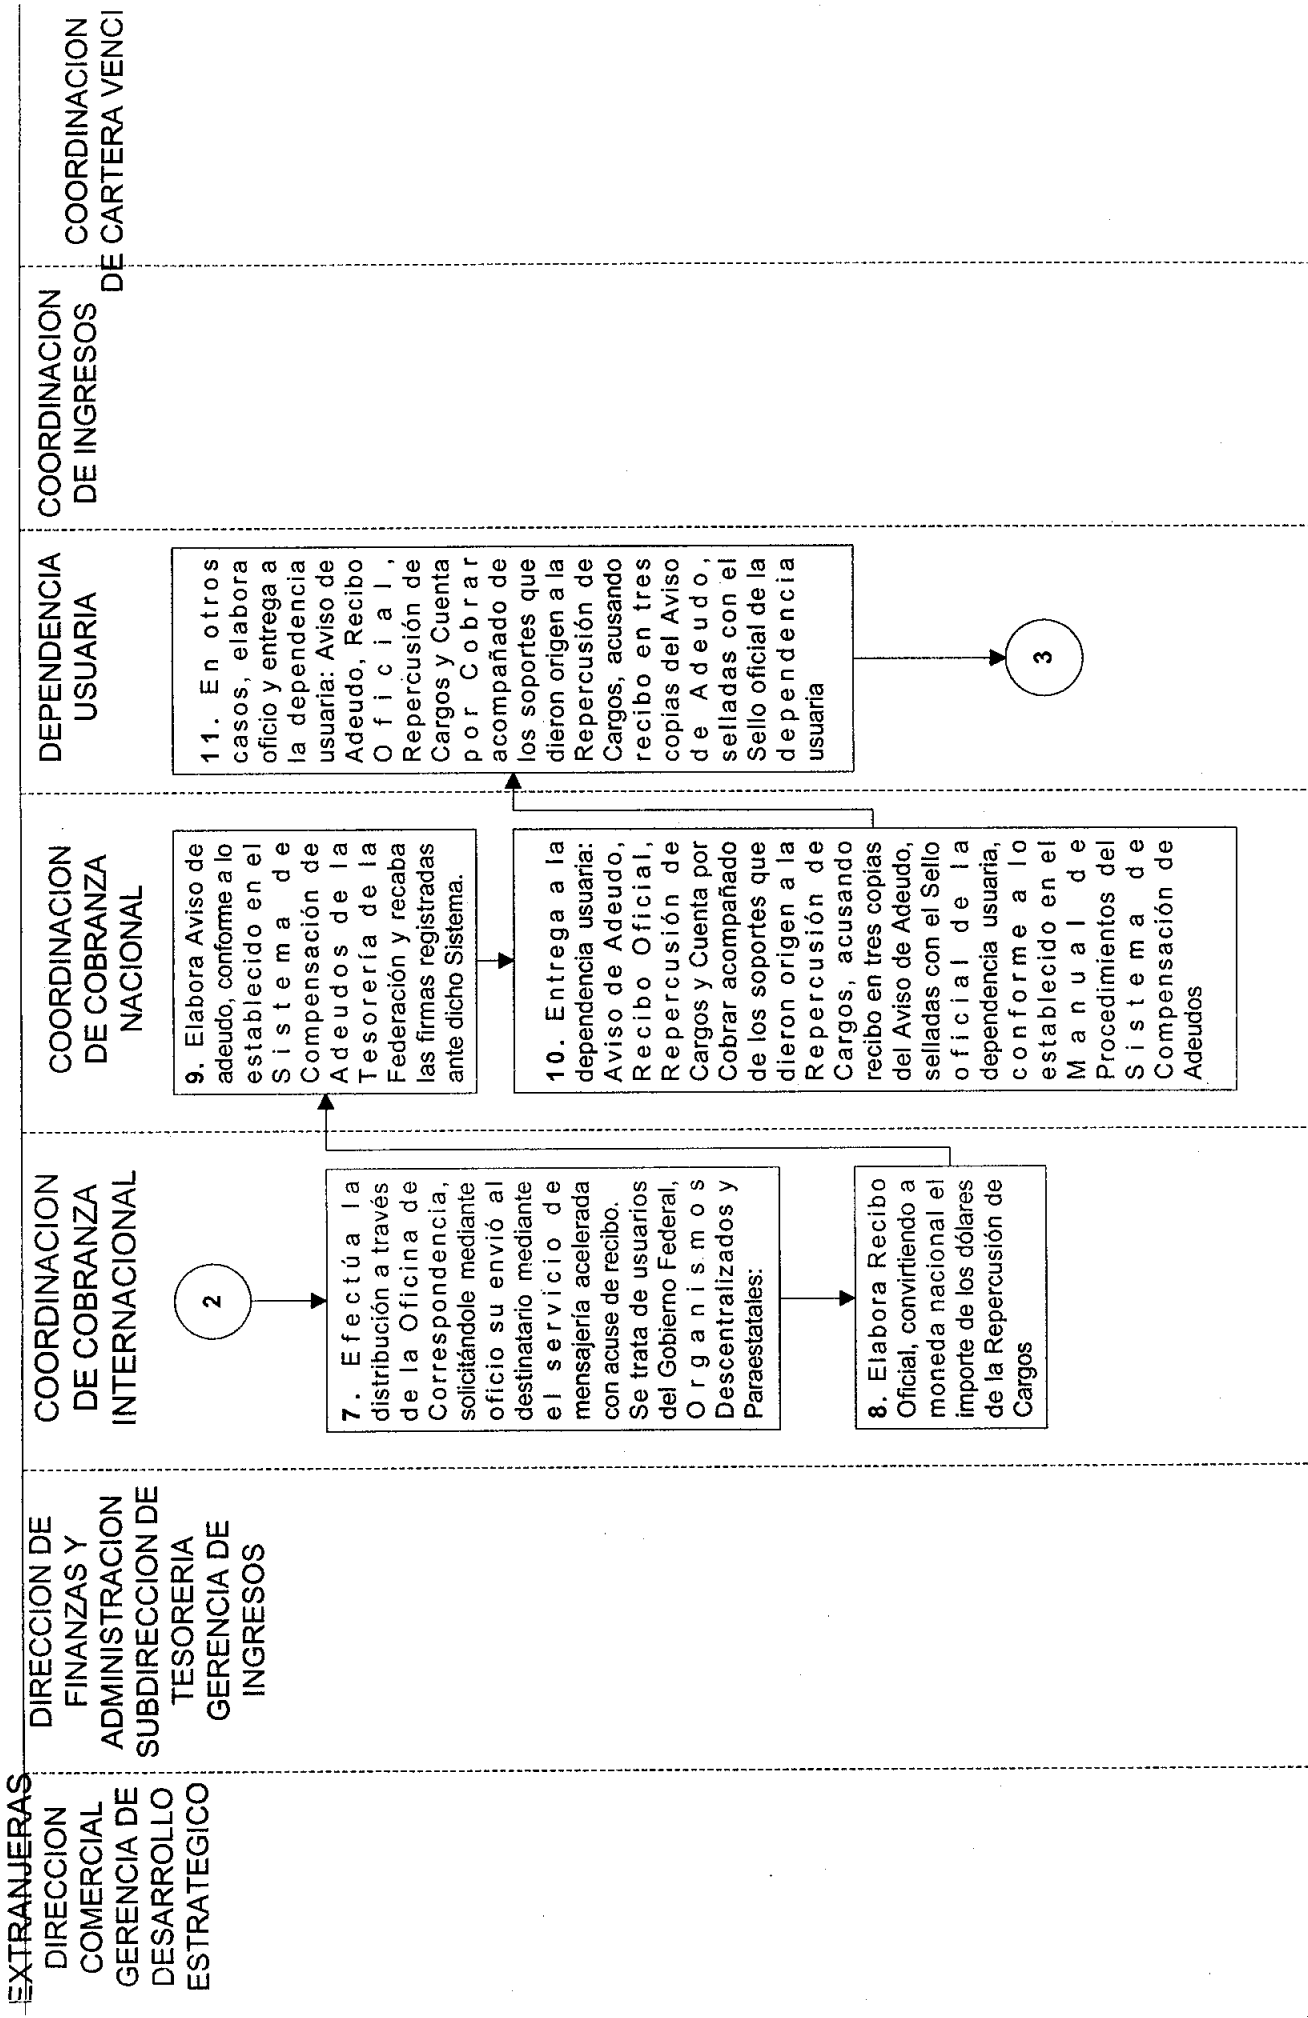 EXTRANJERAS
DIRECCION
COMERCIAL
GERENCIA DE
DESARROLLO
ESTRATEGICO
DIRECCION DE
FINANZAS Y
ADMINISTRACION
SUBDIRECCION DE
TESORERIA
GERENCIA DE
INGRESOS
COORDINACION
DE COBRANZA
INTERNACIONAL
COORDINACION
DE COBRANZA
NACIONAL
DEPENDENCIA
USUARIA
COORDINACION
DE INGRESOS
COORDINACION
DE CARTERA VENCI
2
7. Efectúa la
distribución a través
de la Oficina de
Correspondencia,
solicitándole mediante
oficio su envió al
destinatario mediante
el servicio de
mensajería acelerada
con acuse de recibo.
Se trata de usuarios
del Gobierno Federal,
Organismos
Descentralizados y
Paraestatales:
8. Elabora Recibo
Oficial, convirtiendo a
moneda nacional el
importe de los dólares
de la Repercusión de
Cargos
9. Elabora Aviso de
adeudo, conforme a lo
establecido en el
Sistema de
Compensación de
Adeudos de la
Tesorería de la
Federación y recaba
las firmas registradas
ante dicho Sistema.
10. Entrega a la
dependencia usuaria:
Aviso de Adeudo,
Recibo Oficial,
Repercusión de
Cargos y Cuenta por
Cobrar acompañado
de los soportes que
dieron origen a la
Repercusión de
Cargos, acusando
recibo en tres copias
del Aviso de Adeudo,
selladas con el Sello
oficial de la
dependencia usuaria,
conforme a lo
establecido en el
Manual de
Procedimientos del
Sistema de
Compensación de
Adeudos
11. En otros
casos, elabora
oficio y entrega a
la dependencia
usuaria: Aviso de
Adeudo, Recibo
Oficial,
Repercusión de
Cargos y Cuenta
por Cobrar
acompañado de
los soportes que
dieron origen a la
Repercusión de
Cargos, acusando
recibo en tres
copias del Aviso
de Adeudo,
selladas con el
Sello oficial de la
dependencia
usuaria
3